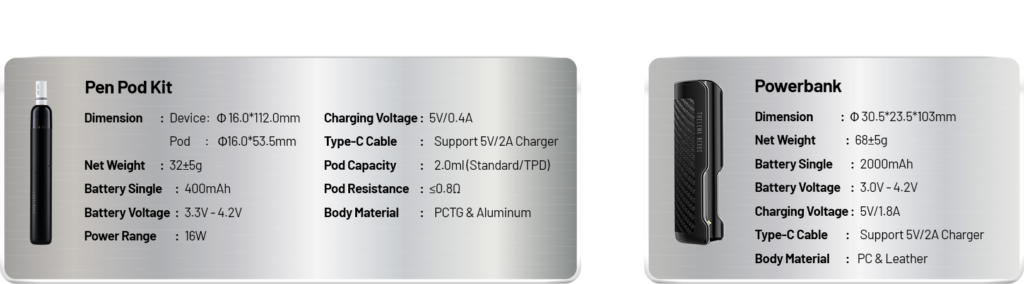 Pen Pod Kit
Dimension : Device: Φ 16.0*112.0mm
Pod : Φ16.0*53.5mm
Net Weight : 32±5g
Battery Single : 400mAh
Battery Voltage : 3.3V - 4.2V
Power Range : 16W
Charging Voltage : 5V/0.4A
Type-C Cable : Support 5V/2A Charger
Pod Capacity : 2.0ml(Standard/TPD)
Pod Resistance : ≤0.8Ω
Body Material : PCTG & Aluminum
Powerbank
Dimension : Φ 30.5*23.5*103mm
Net Weight : 68±5g
Battery Single : 2000mAh
Battery Voltage : 3.0V - 4.2V
Charging Voltage : 5V/1.8A
Type-C Cable : Support 5V/2A Charger
Body Material : PC & Leather